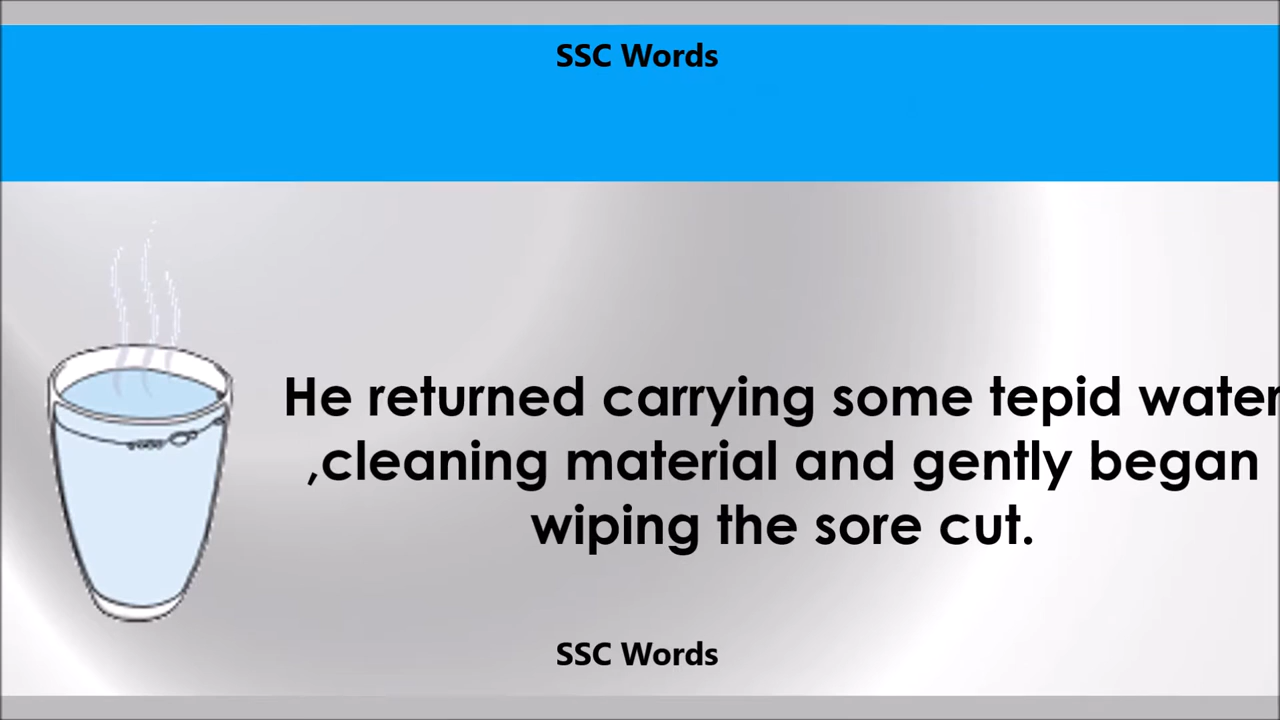 SSC Words
He returned carrying some tepid water
,cleaning material and gently began
wiping the sore cut.
SSC Words